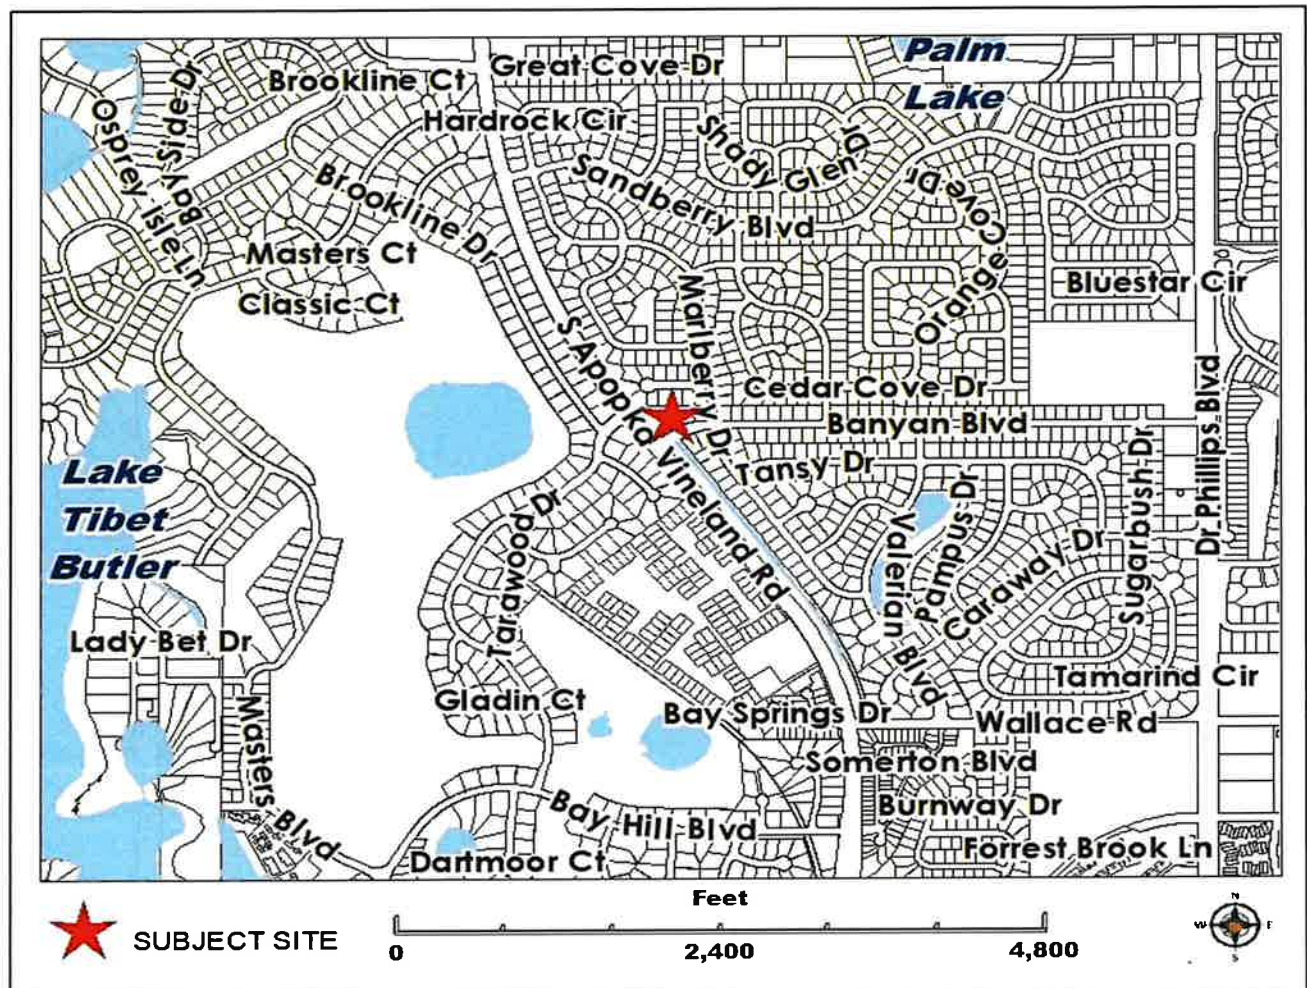 Palm
Lake
Great Cove Dr
Brookline Ct
Hardrock Cir
Osprey Isle Ln
Bay Side Dr
Shady Glen Dr
Brookline Dr
Sandberry Blvd
Orange Cove Dr
Masters Ct
Classic Ct
Bluestar Cir
Marlberry Dr
S Apopka Vineland Rd
Cedar Cove Dr
Banyan Blvd
Dr Phillips Blvd
Tansy Dr
Lake
Tibet
Butler
Tarawood Dr
Valerian Blvd
Pampus Dr
Caraway Dr
Sugarbush Dr
Lady Bet Dr
Tamarind Cir
Gladin Ct
Bay Springs Dr
Wallace Rd
Masters Blvd
Somerton Blvd
Bay Hill Blvd
Burnway Dr
Dartmoor Ct
Forrest Brook Ln
SUBJECT SITE
Feet
0
2,400
4,800
N
W
E
S